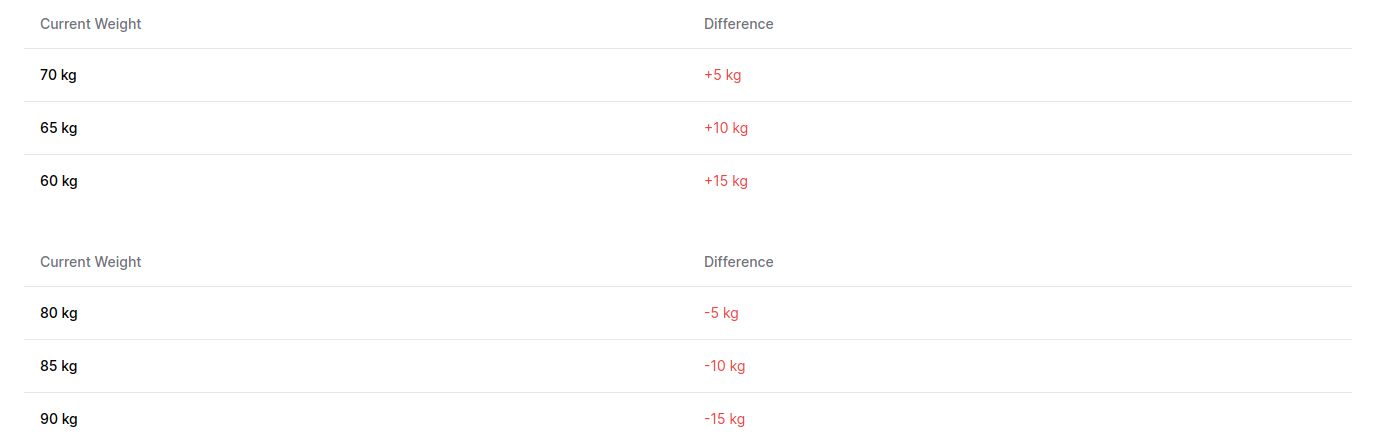 Current Weight Difference
70 kg +5 kg
65 kg +10 kg
60 kg +15 kg
Current Weight Difference
80 kg -5 kg
85 kg -10 kg
90 kg -15 kg